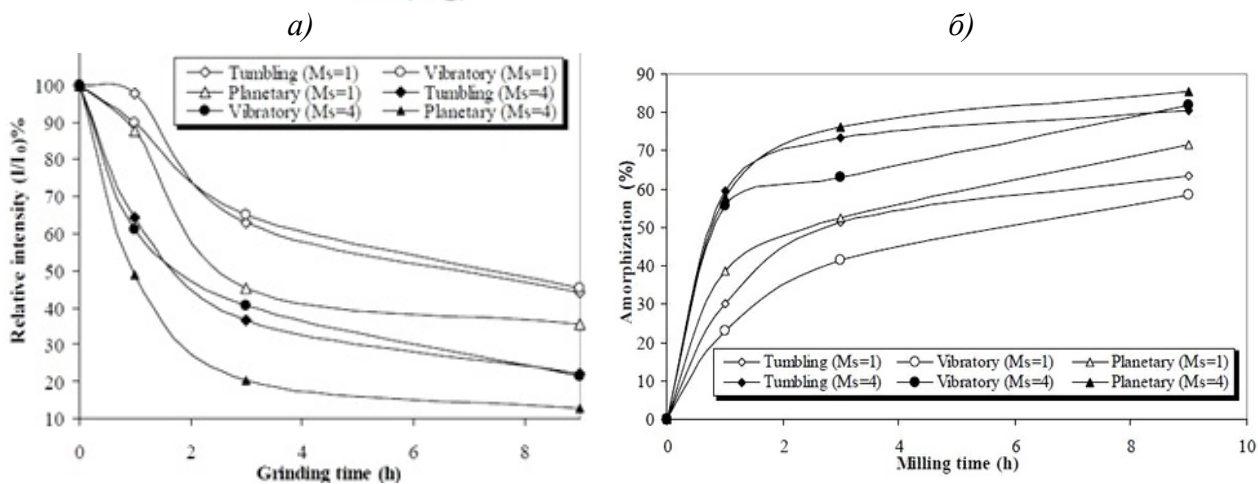 а)
б)
Relative intensity (I/I₀)%
100
90
80
70
60
50
40
30
20
10
0
2
4
6
8
Grinding time (h)
Tumbling (Ms=1) Vibratory (Ms=1)
Planetary (Ms=1) Tumbling (Ms=4)
Vibratory (Ms=4) Planetary (Ms=4)
Amorphization (%)
90
80
70
60
50
40
30
20
10
0
0
2
4
6
8
10
Milling time (h)
Tumbling (Ms=1) Vibratory (Ms=1) Planetary (Ms=1)
Tumbling (Ms=4) Vibratory (Ms=4) Planetary (Ms=4)